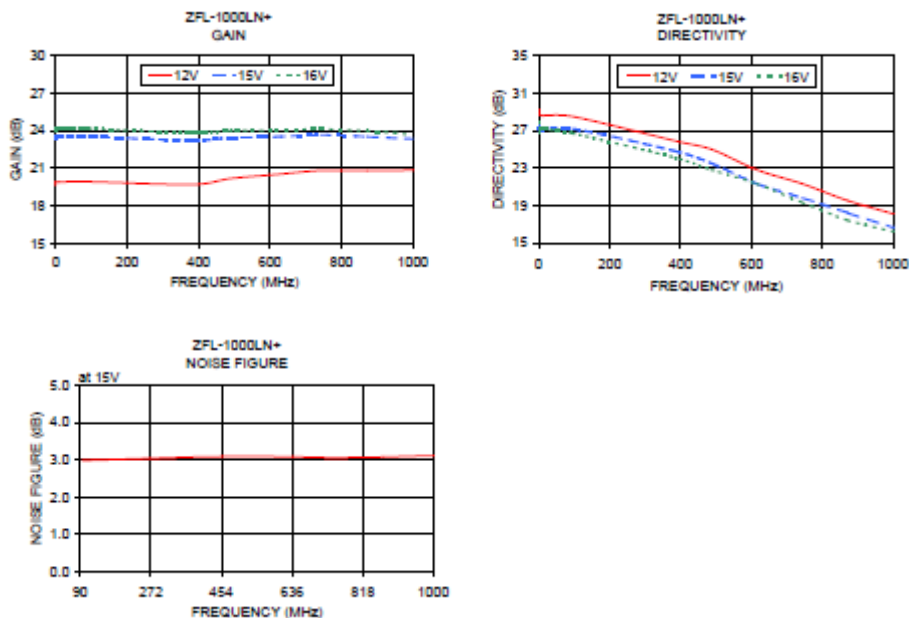 ZFL-1000LN+
GAIN
30
27
24
21
18
15
GAIN (dB)
12V 15V 16V
0 200 400 600 800 1000
FREQUENCY (MHz)
ZFL-1000LN+
DIRECTIVITY
35
31
27
23
19
15
DIRECTIVITY (dB)
12V 15V 16V
0 200 400 600 800 1000
FREQUENCY (MHz)
ZFL-1000LN+
NOISE FIGURE
at 15V
5.0
4.0
3.0
2.0
1.0
0.0
NOISE FIGURE (dB)
90 272 454 636 818 1000
FREQUENCY (MHz)